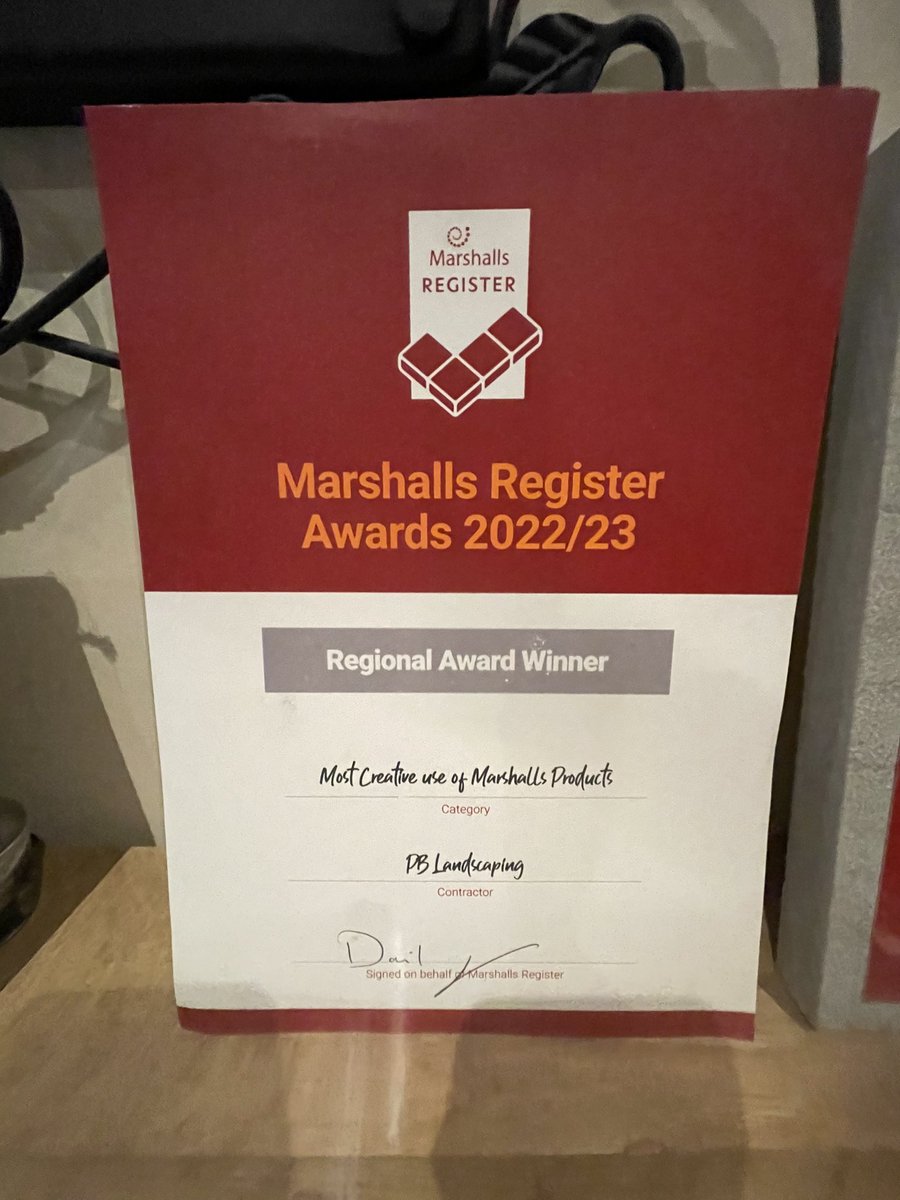 Marshalls
REGISTER
Marshalls Register
Awards 2022/23
Regional Award Winner
Most Creative use of Marshalls Products
Category
PB Landscaping
Contractor
Signed on behalf of Marshalls Register